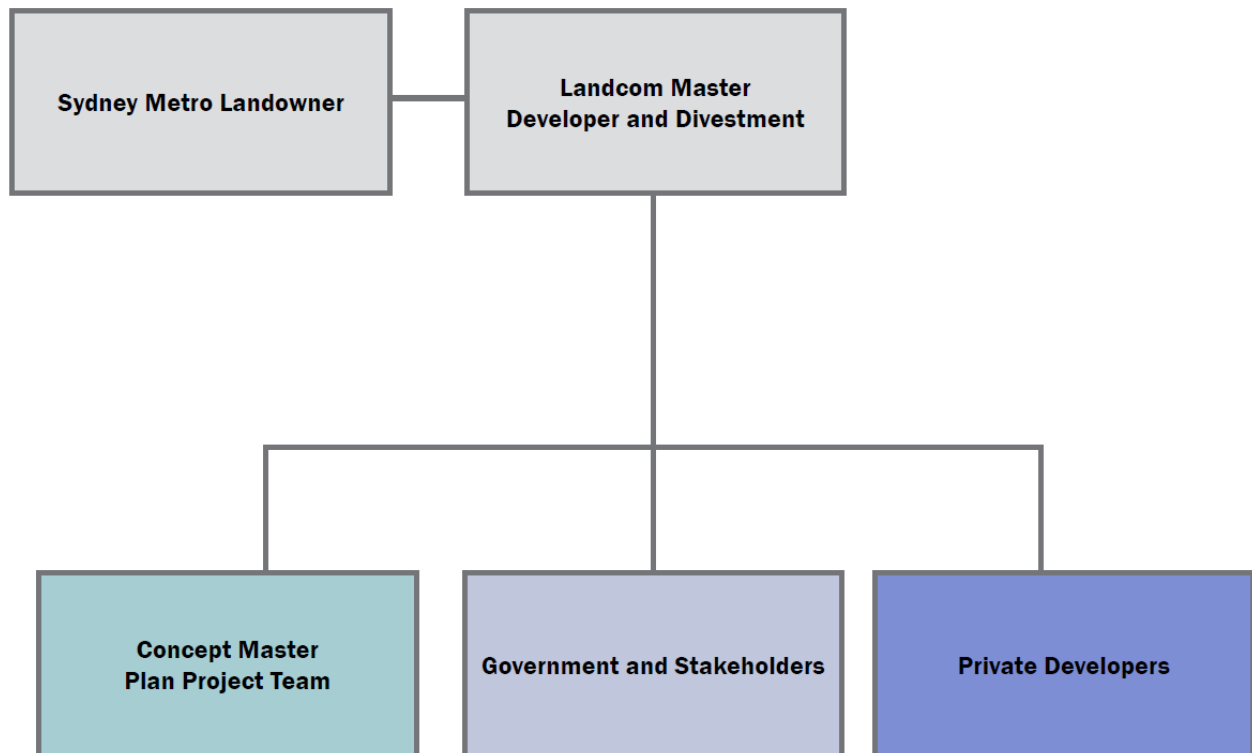 Sydney Metro Landowner
Landcom Master
Developer and Divestment
Concept Master
Plan Project Team
Government and Stakeholders
Private Developers